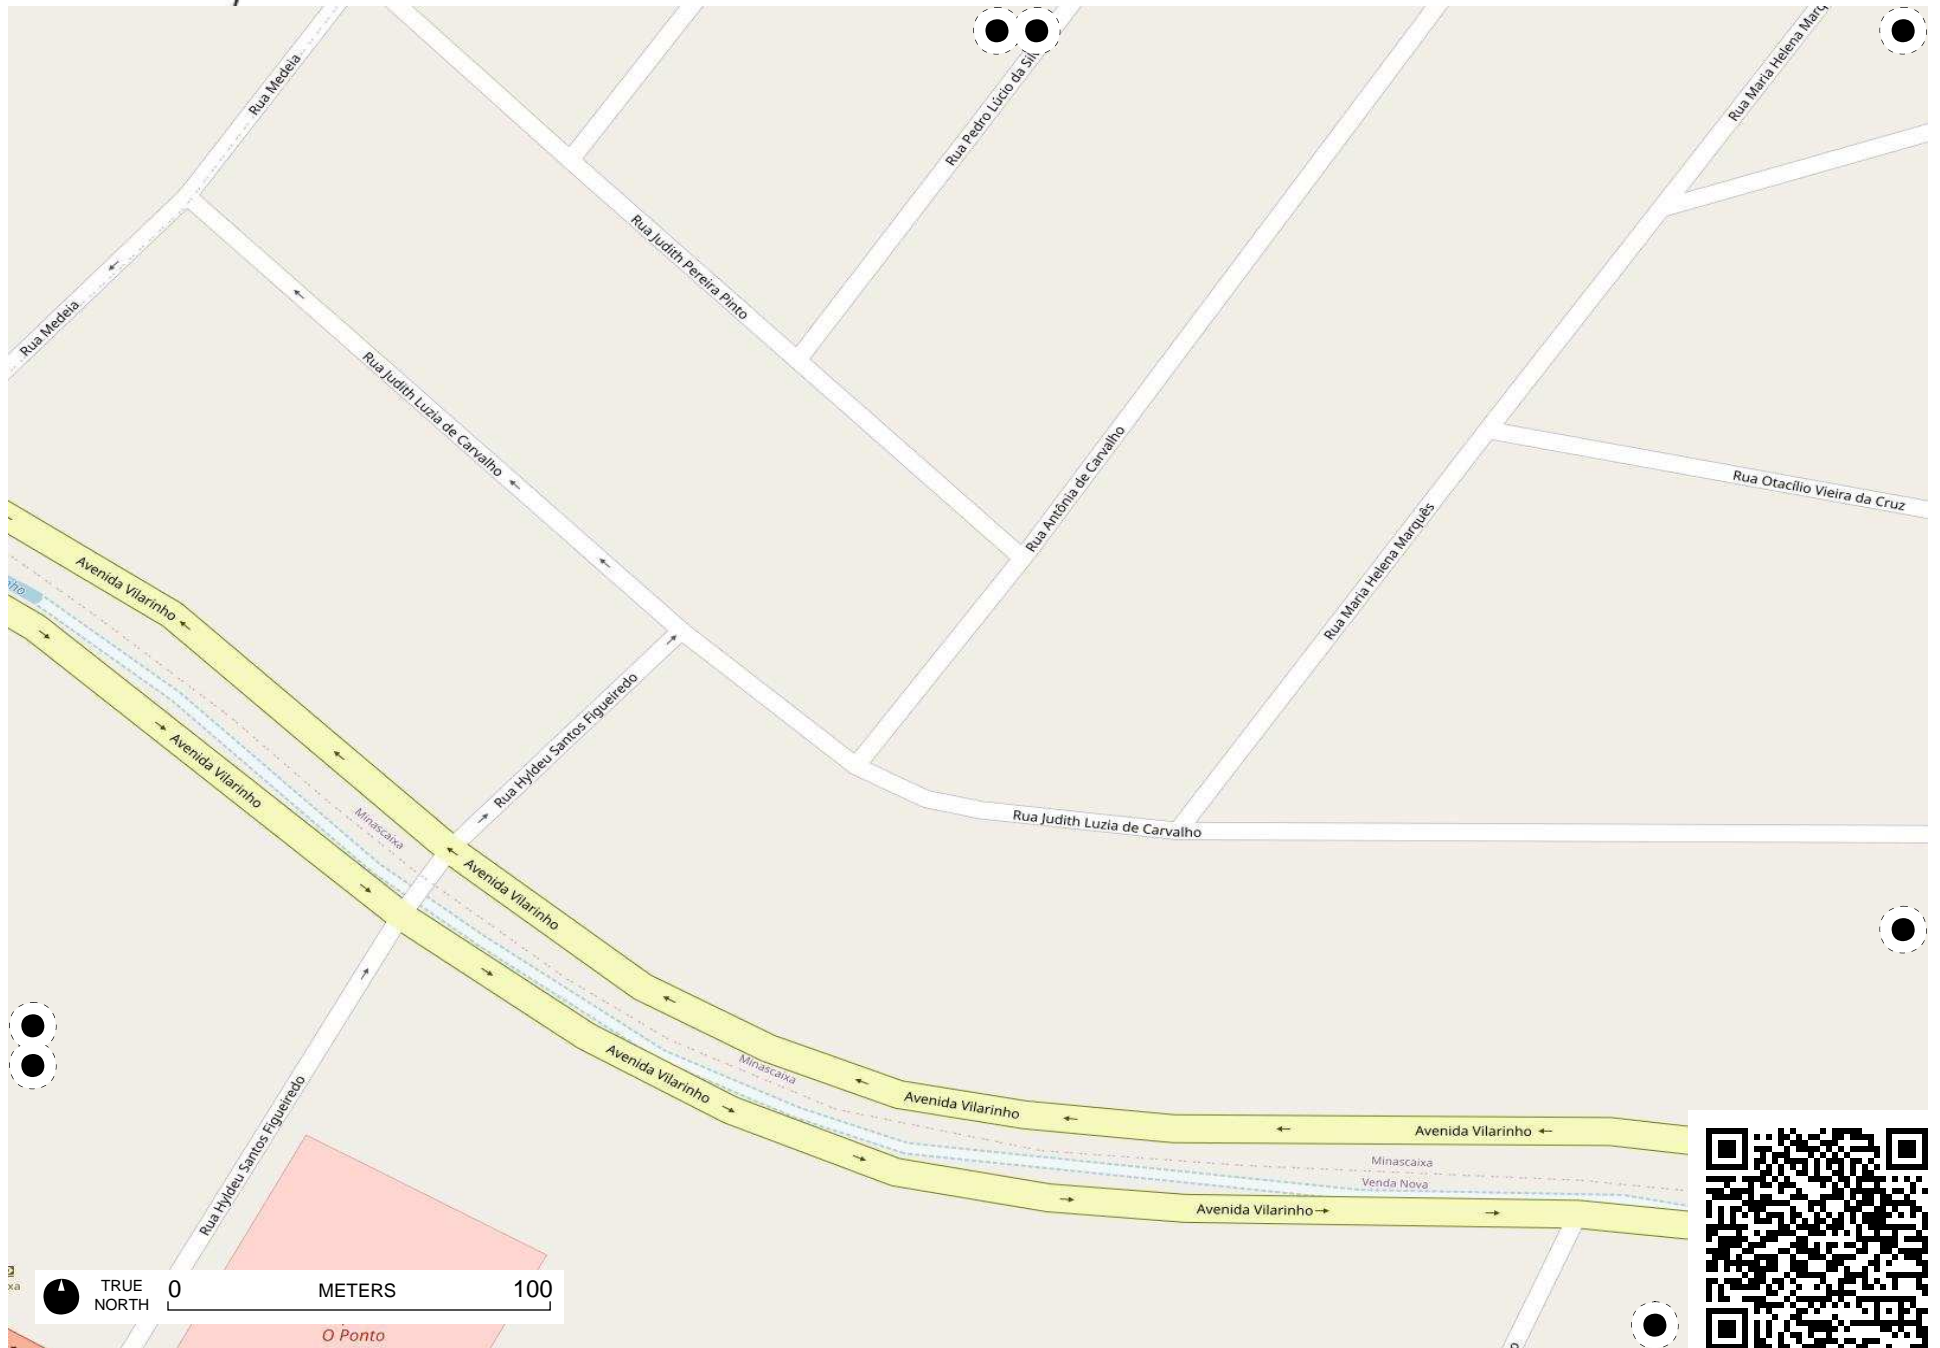 Rua Medeia
Rua Pedro Lúcio da
Rua Maria Helena
Rua Medeia
Rua Judith Pereira Pinto
Rua Judith Luzia de Carvalho
Rua Antônia de Carvalho
Rua Otacílio Vieira da Cruz
Rua Maria Helena Marquês
Avenida Vilarinho
Rua Hyldeu Santos Figueiredo
Avenida Vilarinho
Minascaixa
Rua Judith Luzia de Carvalho
Avenida Vilarinho
Avenida Vilarinho
Minascaixa
Avenida Vilarinho
Avenida Vilarinho
Rua Hyldeu Santos Figueiredo
Minascaixa
Venda Nova
Avenida Vilarinho
TRUE
NORTH
0 METERS 100
O Ponto